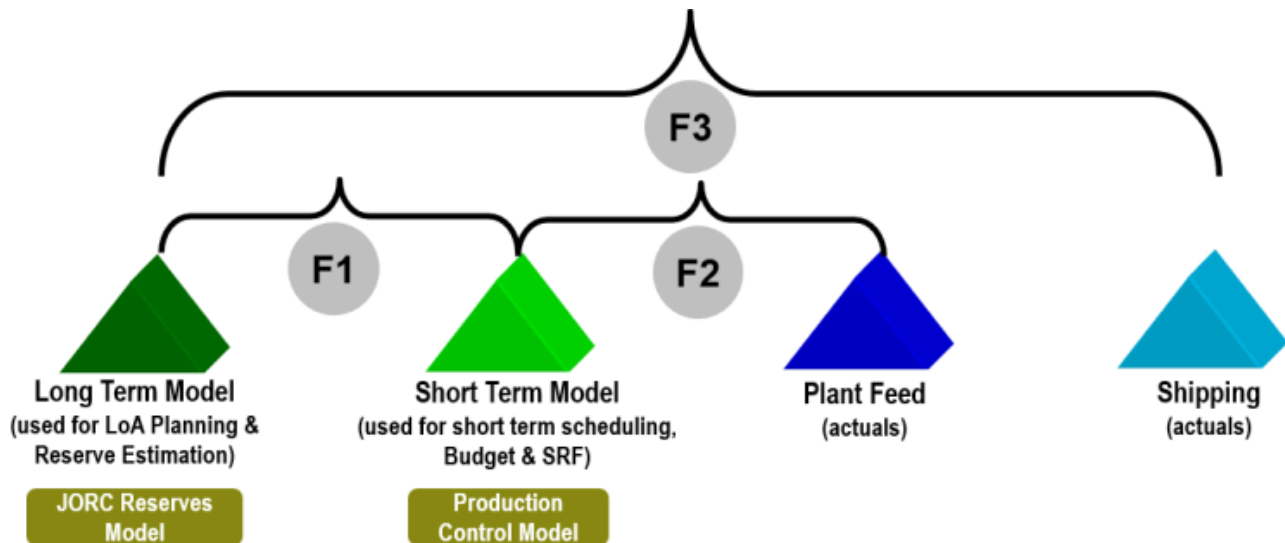 F3
F1
F2
Long Term Model
(used for LoA Planning &
Reserve Estimation)
JORC Reserves
Model
Short Term Model
(used for short term scheduling,
Budget & SRF)
Production
Control Model
Plant Feed
(actuals)
Shipping
(actuals)